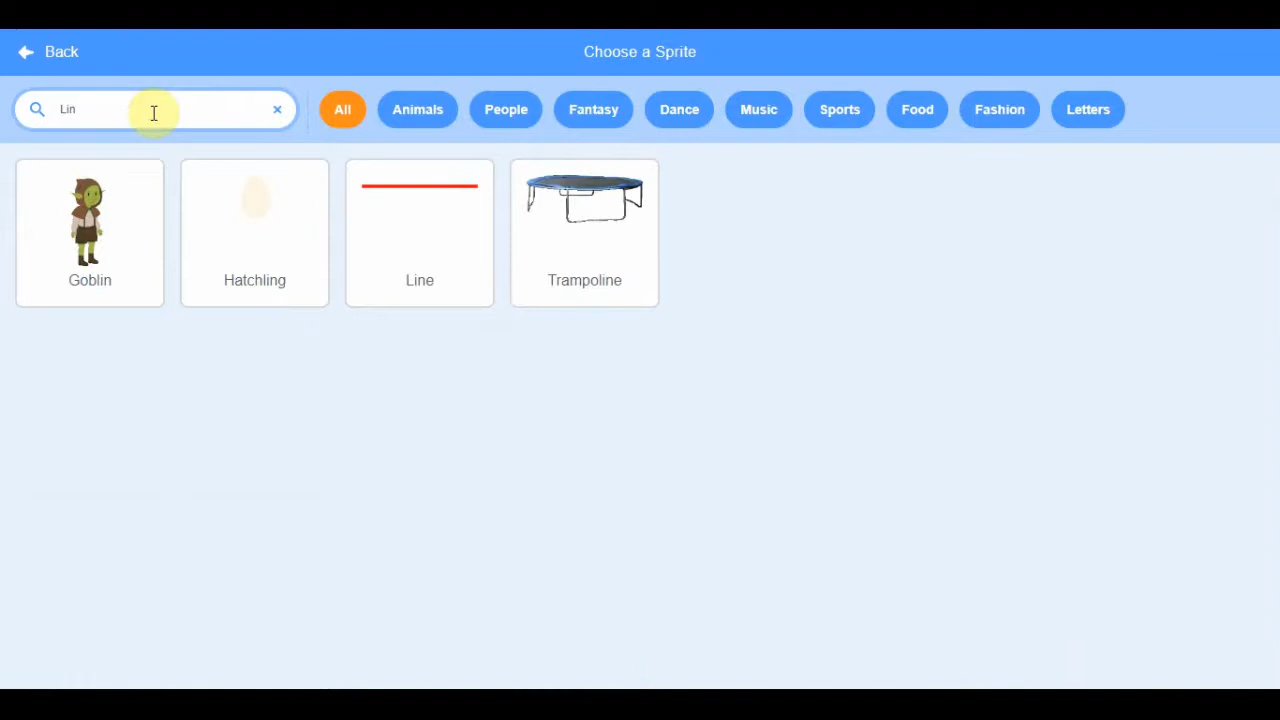 Back
Choose a Sprite
Lin
All
Animals
People
Fantasy
Dance
Music
Sports
Food
Fashion
Letters
Goblin
Hatchling
Line
Trampoline